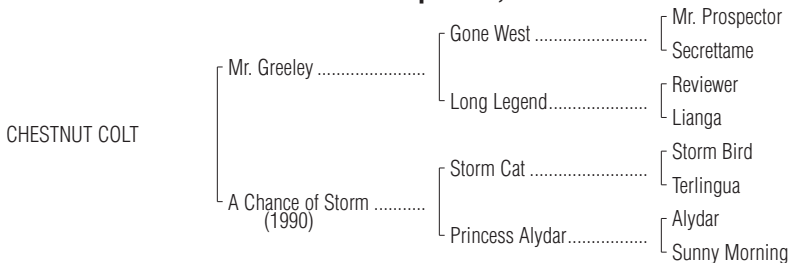 Mr. Prospector
Gone West ........................
Secrettame
Mr. Greeley .......................
Reviewer
Long Legend.....................
Lianga
CHESTNUT COLT
Storm Bird
Storm Cat .........................
Terlingua
A Chance of Storm ...........
(1990)
Alydar
Princess Alydar.................
Sunny Morning